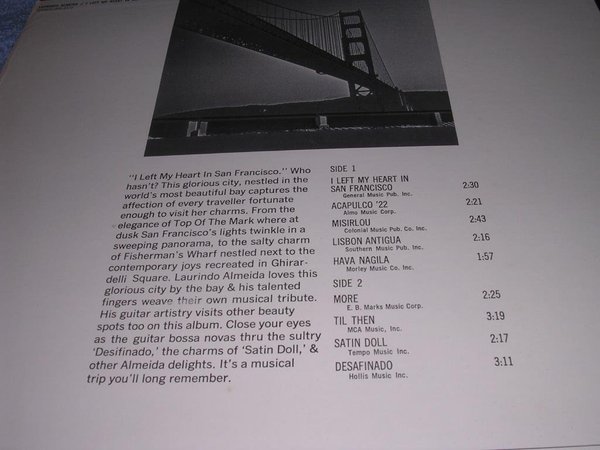 "I Left My Heart In San Francisco." Who
hasn't? This glorious city, nestled in the
world's most beautiful bay captures the
affection of every traveller fortunate
enough to visit her charms. From the
elegance of Top Of The Mark where at
dusk San Francisco's lights twinkle in a
sweeping panorama, to the salty charm
of Fisherman's Wharf nestled next to the
contemporary joys recreated in Ghirar-
delli Square. Laurindo Almeida loves this
glorious city by the bay & his talented
fingers weave their own musical tribute.
His guitar artistry visits other beauty
spots too on this album. Close your eyes
as the guitar bossa novas thru the sultry
'Desifinado,' the charms of 'Satin Doll,' &
other Almeida delights. It's a musical
trip you'll long remember.
SIDE 1
I LEFT MY HEART IN
SAN FRANCISCO 2:30
General Music Pub. Inc.
ACAPULCO '22 2:21
Almo Music Corp.
MISIRLOU 2:43
Colonial Music Pub. Co. Inc.
LISBON ANTIGUA 2:16
Southern Music Pub. Inc.
HAVA NAGILA 1:57
Morley Music Co. Inc.
SIDE 2
MORE 2:25
E. B. Marks Music Corp.
TIL THEN 3:19
MCA Music, Inc.
SATIN DOLL 2:17
Tempo Music Inc.
DESAFINADO 3:11
Hollis Music Inc.